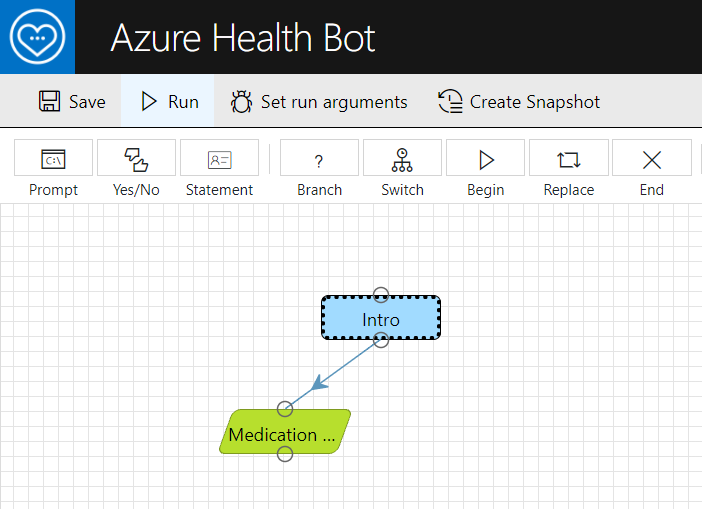 Azure Health Bot
Save Run Set run arguments Create Snapshot
C:\ ?
Prompt Yes/No Statement Branch Switch Begin Replace End
Intro
Medication ...